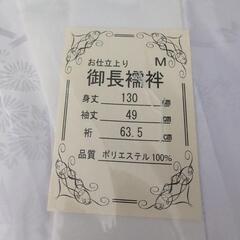 お仕立上り M
御長襦袢
身丈 130 ㎝
袖丈 49 ㎝
裄 63.5 ㎝
品質 ポリエステル100%